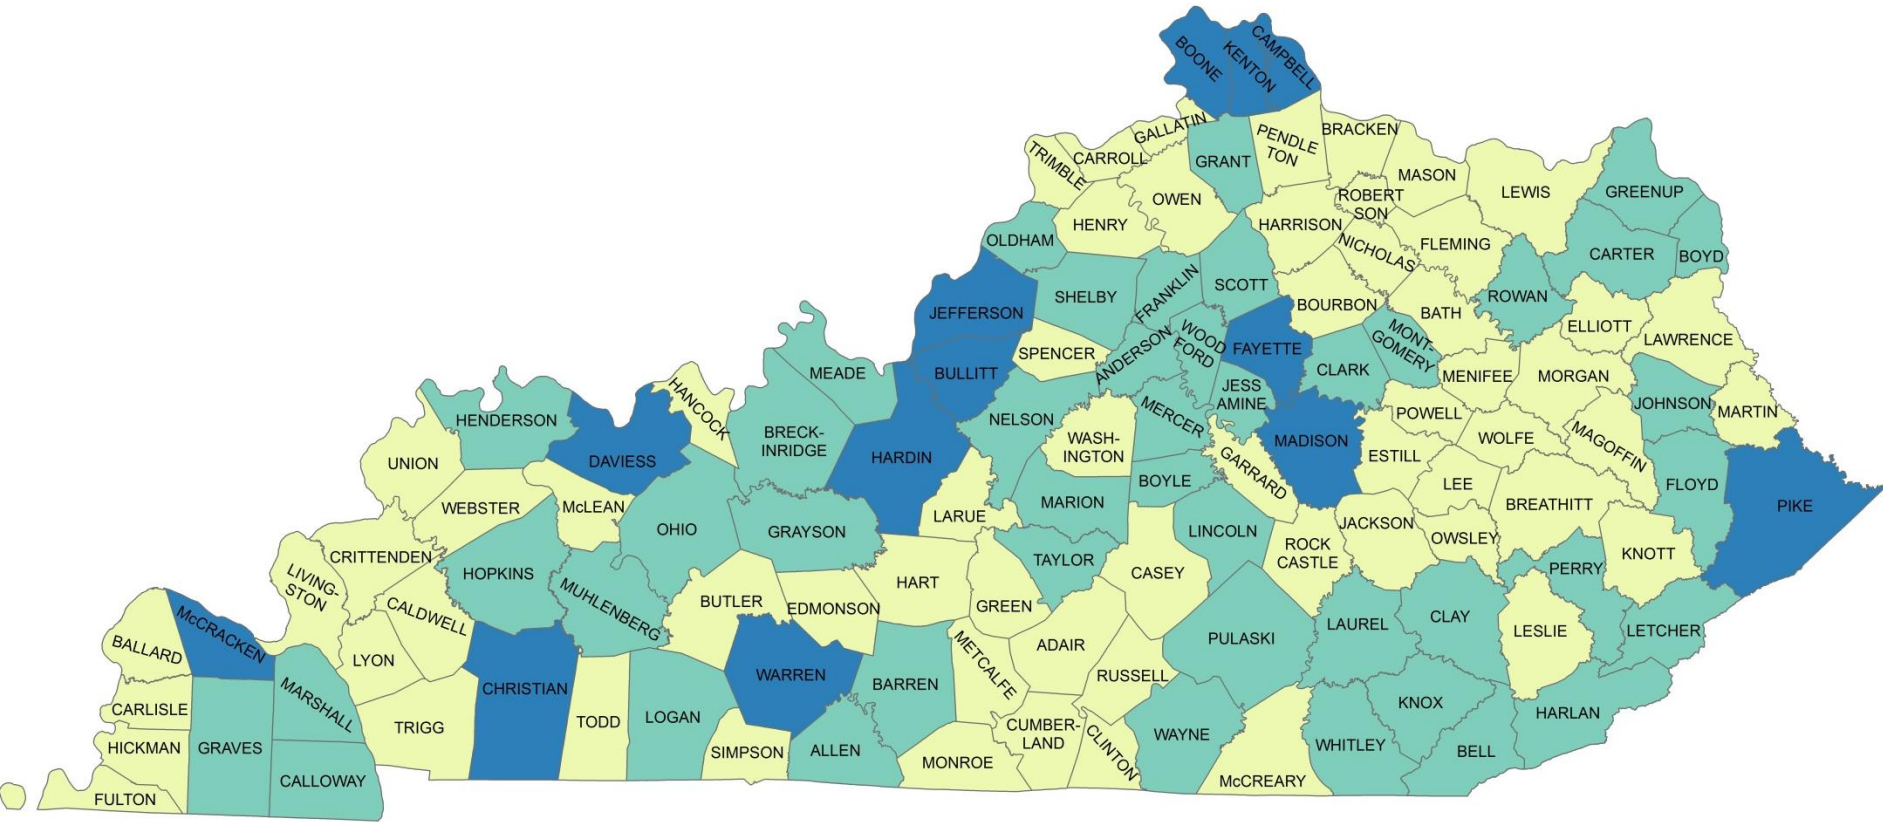 BOONE
KENTON
CAMPBELL
GALLATIN
CARROLL
TRIMBLE
GRANT
PENDLE
TON
BRACKEN
MASON
LEWIS
GREENUP
OWEN
HENRY
HARRISON
ROBERT
SON
NICHOLAS
FLEMING
CARTER
BOYD
OLDHAM
JEFFERSON
SHELBY
FRANKLIN
SCOTT
BOURBON
BATH
ROWAN
ELLIOTT
LAWRENCE
SPENCER
ANDERSON
WOOD
FORD
FAYETTE
CLARK
MONT-
GOMERY
MENIFEE
MORGAN
JOHNSON
MARTIN
BULLITT
MEADE
HANCOCK
HENDERSON
BRECK-
INRIDGE
NELSON
JESS
AMINE
MERCER
WASH-
INGTON
MADISON
POWELL
WOLFE
MAGOFFIN
ESTILL
LEE
FLOYD
PIKE
UNION
DAVIESS
HARDIN
GARRARD
BOYLE
MARION
LARUE
WEBSTER
McLEAN
OHIO
GRAYSON
BREATHITT
JACKSON
OWSLEY
KNOTT
LINCOLN
ROCK
CASTLE
CRITTENDEN
HOPKINS
LIVING-
STON
MUHLENBERG
BUTLER
EDMONSON
HART
GREEN
TAYLOR
CASEY
PERRY
CALDWELL
McCRACKEN
BALLARD
LYON
CHRISTIAN
WARREN
BARREN
METCALFE
ADAIR
RUSSELL
PULASKI
LAUREL
CLAY
LESLIE
LETCHER
CARLISLE
MARSHALL
TRIGG
TODD
LOGAN
SIMPSON
ALLEN
MONROE
CUMBER-
LAND
CLINTON
WAYNE
McCREARY
WHITLEY
KNOX
BELL
HARLAN
HICKMAN
GRAVES
CALLOWAY
FULTON